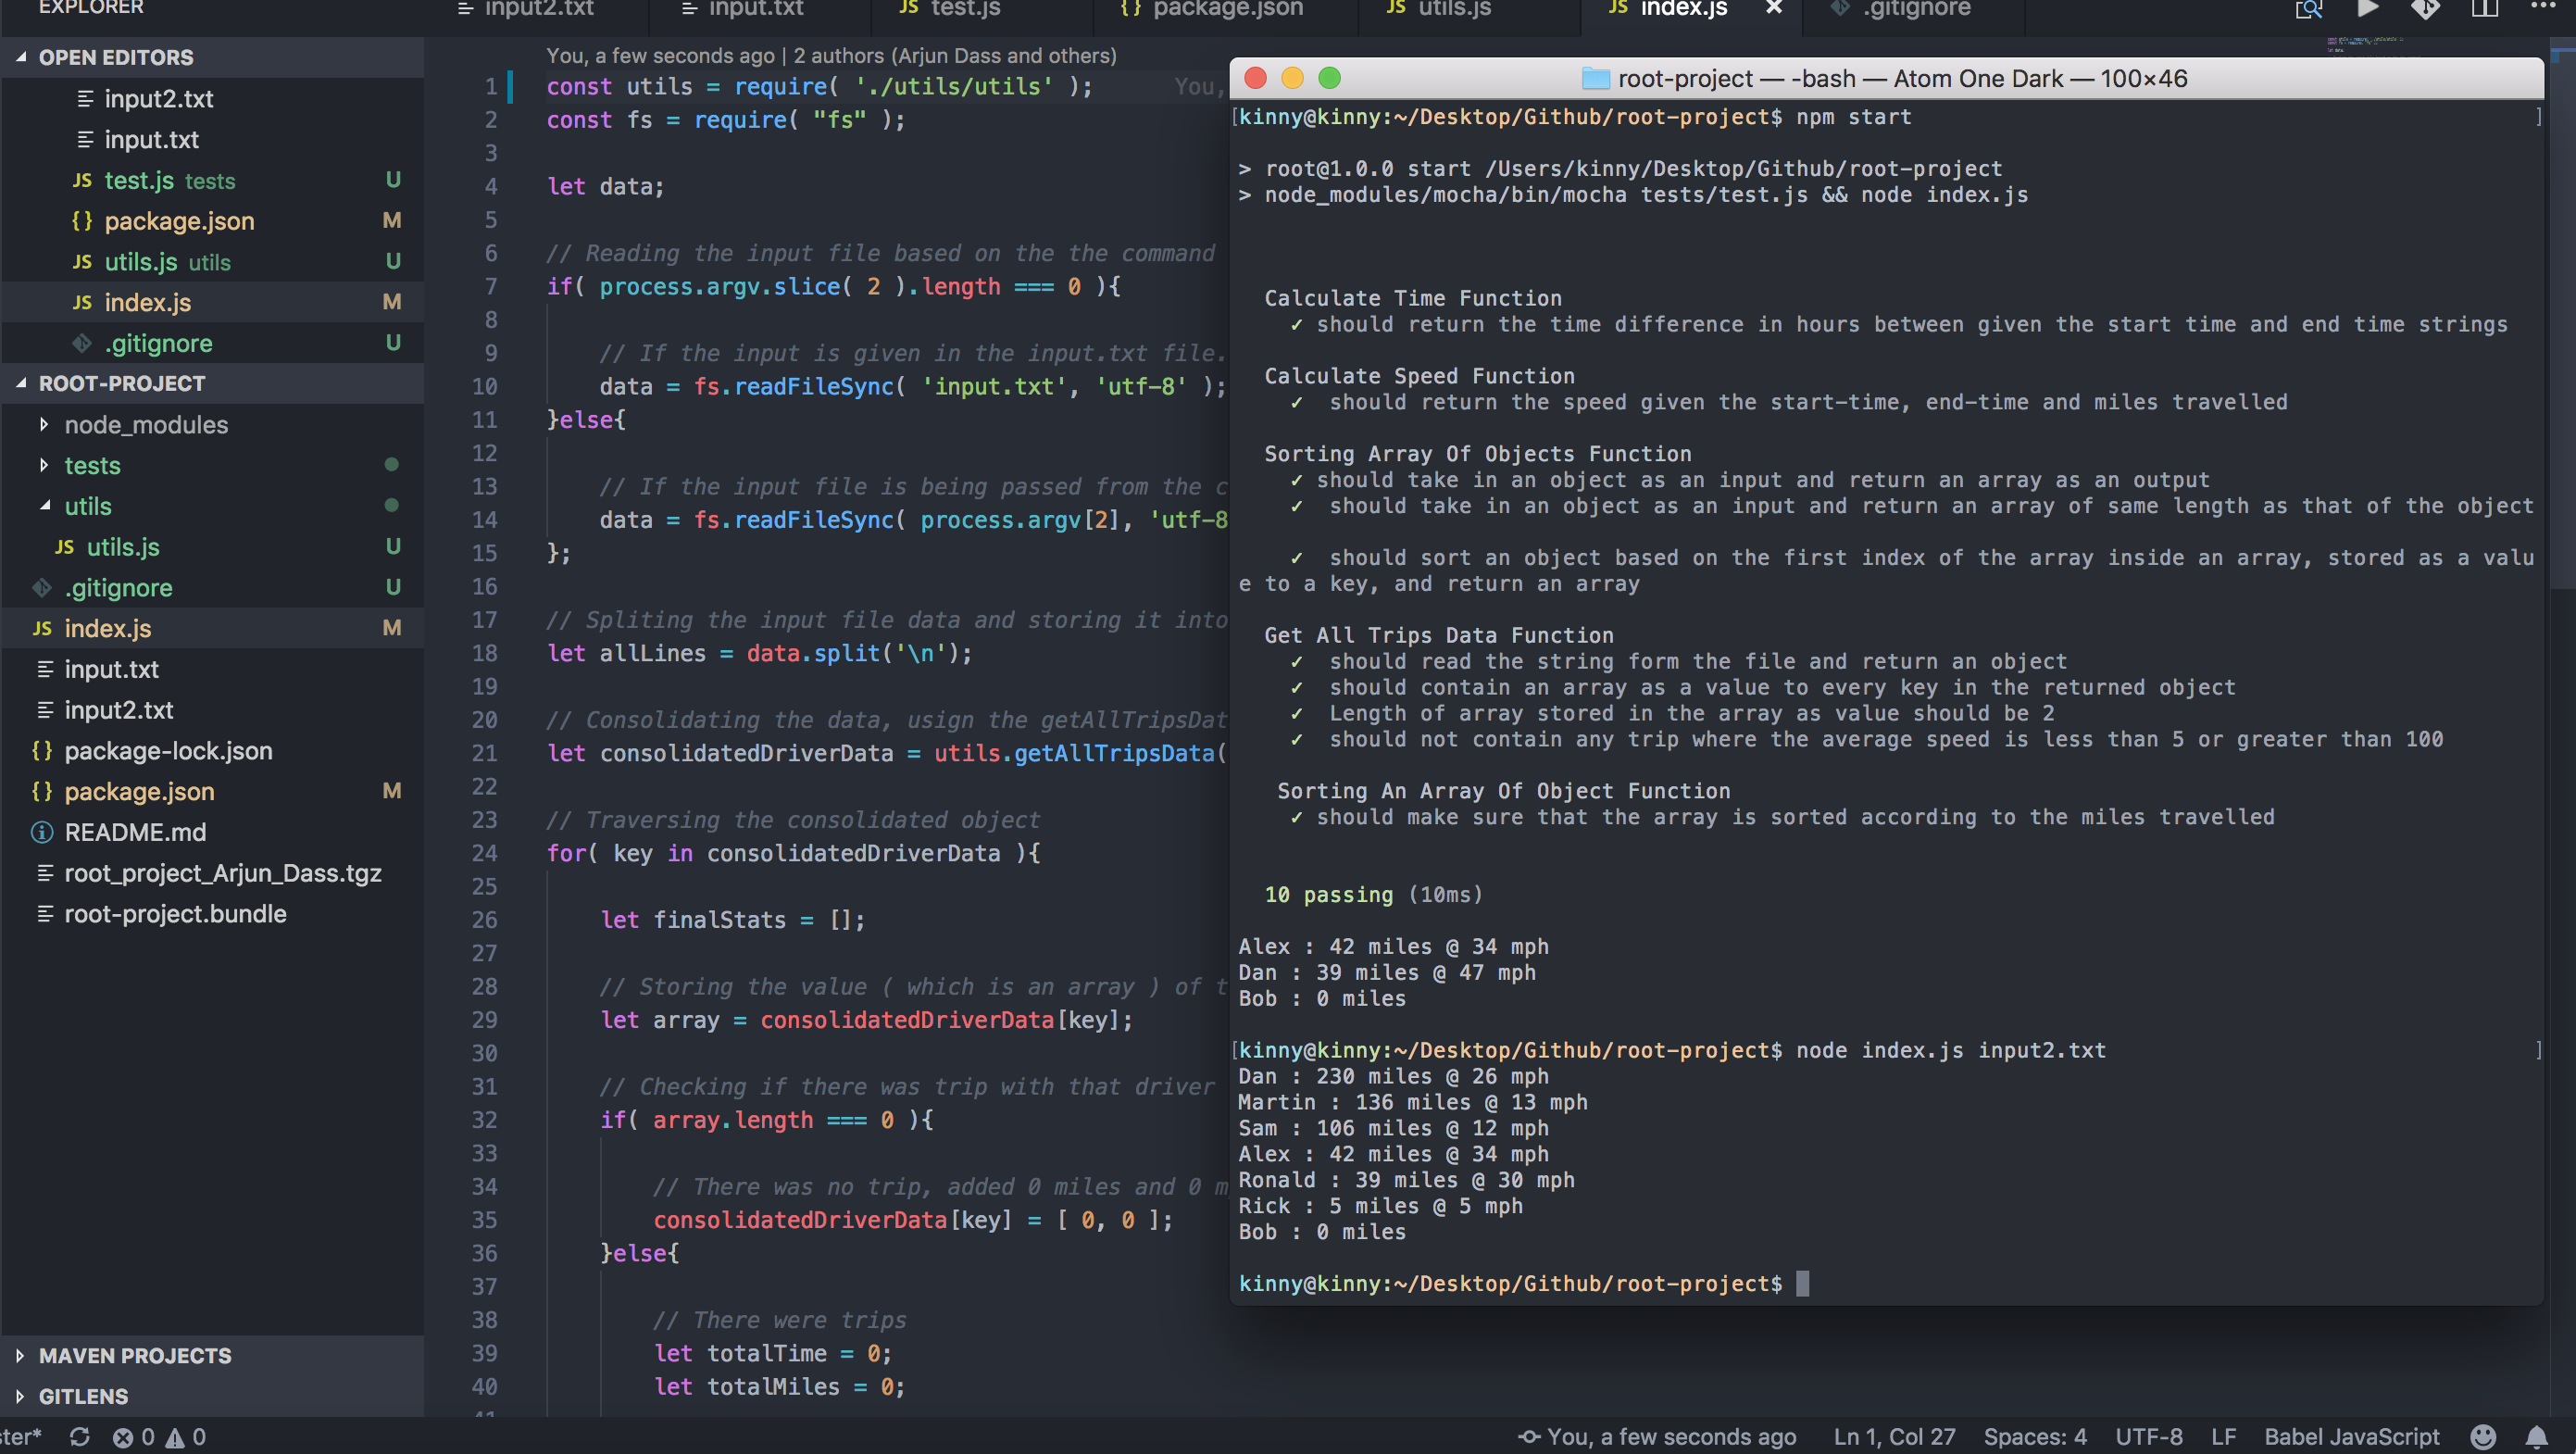 EXPLORER
OPEN EDITORS
input2.txt
input.txt
test.js tests U
package.json M
utils.js utils U
index.js M
.gitignore U
ROOT-PROJECT
node_modules
tests
utils
utils.js U
.gitignore U
index.js M
input.txt
input2.txt
package-lock.json
package.json M
README.md
root_project_Arjun_Dass.tgz
root-project.bundle
MAVEN PROJECTS
GITLENS
input2.txt input.txt JS test.js {} package.json JS utils.js JS index.js × .gitignore
You, a few seconds ago | 2 authors (Arjun Dass and others)
1 const utils = require( './utils/utils' ); You,
2 const fs = require( "fs" );
3
4 let data;
5
6 // Reading the input file based on the the command
7 if( process.argv.slice( 2 ).length === 0 ){
8
9 // If the input is given in the input.txt file.
10 data = fs.readFileSync( 'input.txt', 'utf-8' );
11 }else{
12
13 // If the input file is being passed from the c
14 data = fs.readFileSync( process.argv[2], 'utf-8
15 };
16
17 // Spliting the input file data and storing it into
18 let allLines = data.split('\n');
19
20 // Consolidating the data, usign the getAllTripsDat
21 let consolidatedDriverData = utils.getAllTripsData(
22
23 // Traversing the consolidated object
24 for( key in consolidatedDriverData ){
25
26 let finalStats = [];
27
28 // Storing the value ( which is an array ) of t
29 let array = consolidatedDriverData[key];
30
31 // Checking if there was trip with that driver
32 if( array.length === 0 ){
33
34 // There was no trip, added 0 miles and 0 m
35 consolidatedDriverData[key] = [ 0, 0 ];
36 }else{
37
38 // There were trips
39 let totalTime = 0;
40 let totalMiles = 0;
41
root-project — -bash — Atom One Dark — 100×46
[kinny@kinny:~/Desktop/Github/root-project$ npm start ]
> root@1.0.0 start /Users/kinny/Desktop/Github/root-project
> node_modules/mocha/bin/mocha tests/test.js && node index.js
Calculate Time Function
✓ should return the time difference in hours between given the start time and end time strings
Calculate Speed Function
✓ should return the speed given the start-time, end-time and miles travelled
Sorting Array Of Objects Function
✓ should take in an object as an input and return an array as an output
✓ should take in an object as an input and return an array of same length as that of the object
✓ should sort an object based on the first index of the array inside an array, stored as a valu
e to a key, and return an array
Get All Trips Data Function
✓ should read the string form the file and return an object
✓ should contain an array as a value to every key in the returned object
✓ Length of array stored in the array as value should be 2
✓ should not contain any trip where the average speed is less than 5 or greater than 100
Sorting An Array Of Object Function
✓ should make sure that the array is sorted according to the miles travelled
10 passing (10ms)
Alex : 42 miles @ 34 mph
Dan : 39 miles @ 47 mph
Bob : 0 miles
[kinny@kinny:~/Desktop/Github/root-project$ node index.js input2.txt ]
Dan : 230 miles @ 26 mph
Martin : 136 miles @ 13 mph
Sam : 106 miles @ 12 mph
Alex : 42 miles @ 34 mph
Ronald : 39 miles @ 30 mph
Rick : 5 miles @ 5 mph
Bob : 0 miles
kinny@kinny:~/Desktop/Github/root-project$
ter* 0 0 You, a few seconds ago Ln 1, Col 27 Spaces: 4 UTF-8 LF Babel JavaScript